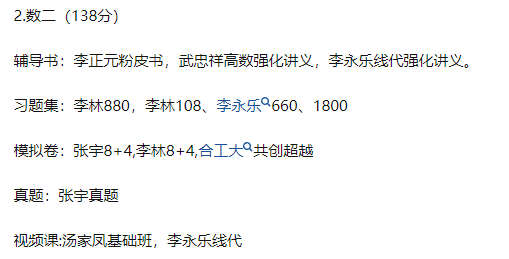 2.数二（138分）
辅导书：李正元粉皮书，武忠祥高数强化讲义，李永乐线代强化讲义。
习题集：李林880，李林108、李永乐660、1800
模拟卷：张宇8+4,李林8+4,合工大共创超越
真题：张宇真题
视频课:汤家凤基础班，李永乐线代